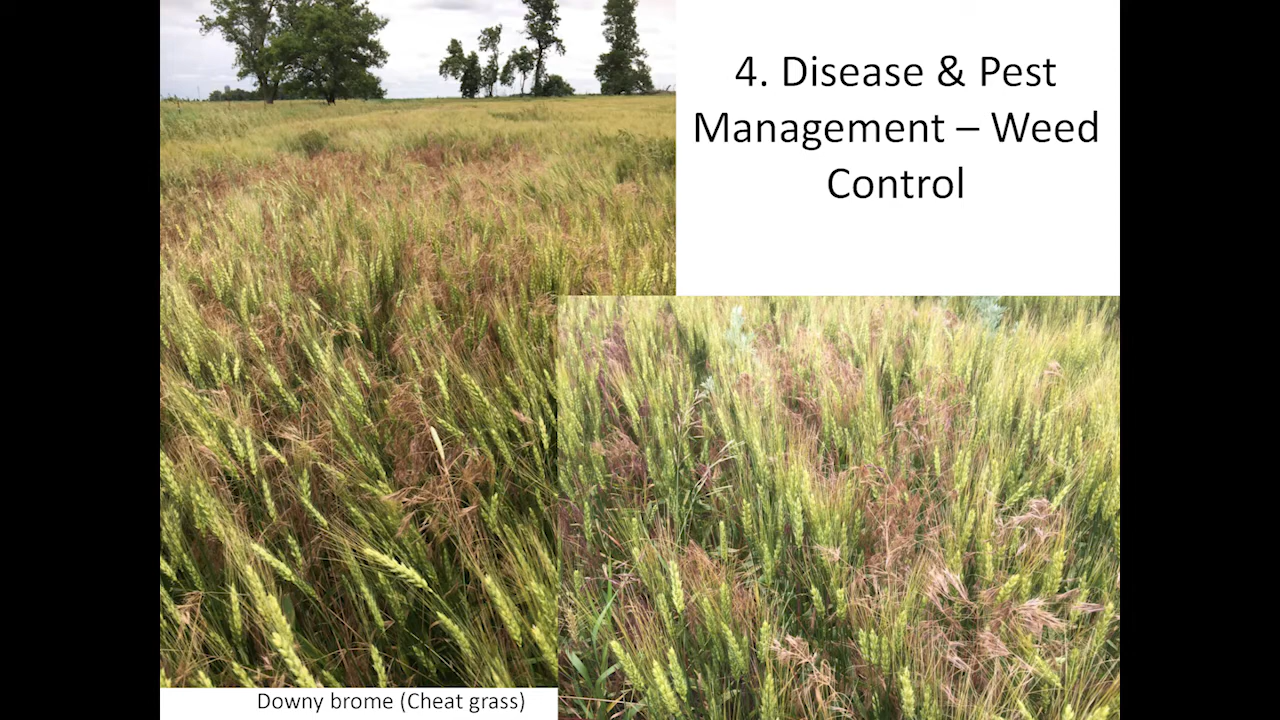 4. Disease & Pest
Management – Weed
Control
Downy brome (Cheat grass)